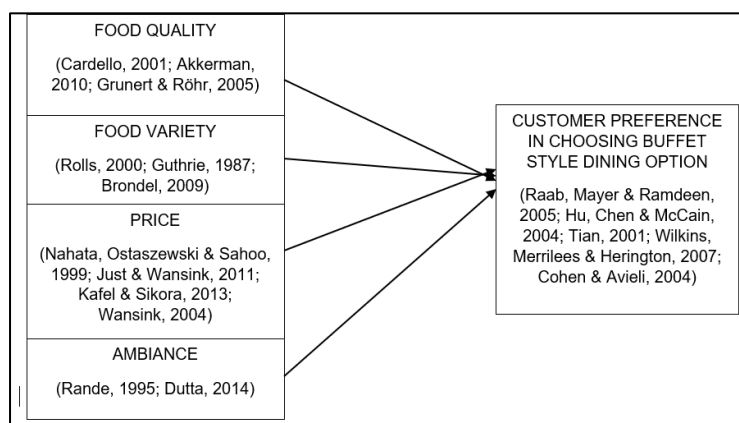 FOOD QUALITY
(Cardello, 2001; Akkerman,
2010; Grunert & Röhr, 2005)
FOOD VARIETY
(Rolls, 2000; Guthrie, 1987;
Brondel, 2009)
PRICE
(Nahata, Ostaszewski & Sahoo,
1999; Just & Wansink, 2011;
Kafel & Sikora, 2013;
Wansink, 2004)
AMBIANCE
(Rande, 1995; Dutta, 2014)
CUSTOMER PREFERENCE
IN CHOOSING BUFFET
STYLE DINING OPTION
(Raab, Mayer & Ramdeen,
2005; Hu, Chen & McCain,
2004; Tian, 2001; Wilkins,
Merrilees & Herington, 2007;
Cohen & Avieli, 2004)